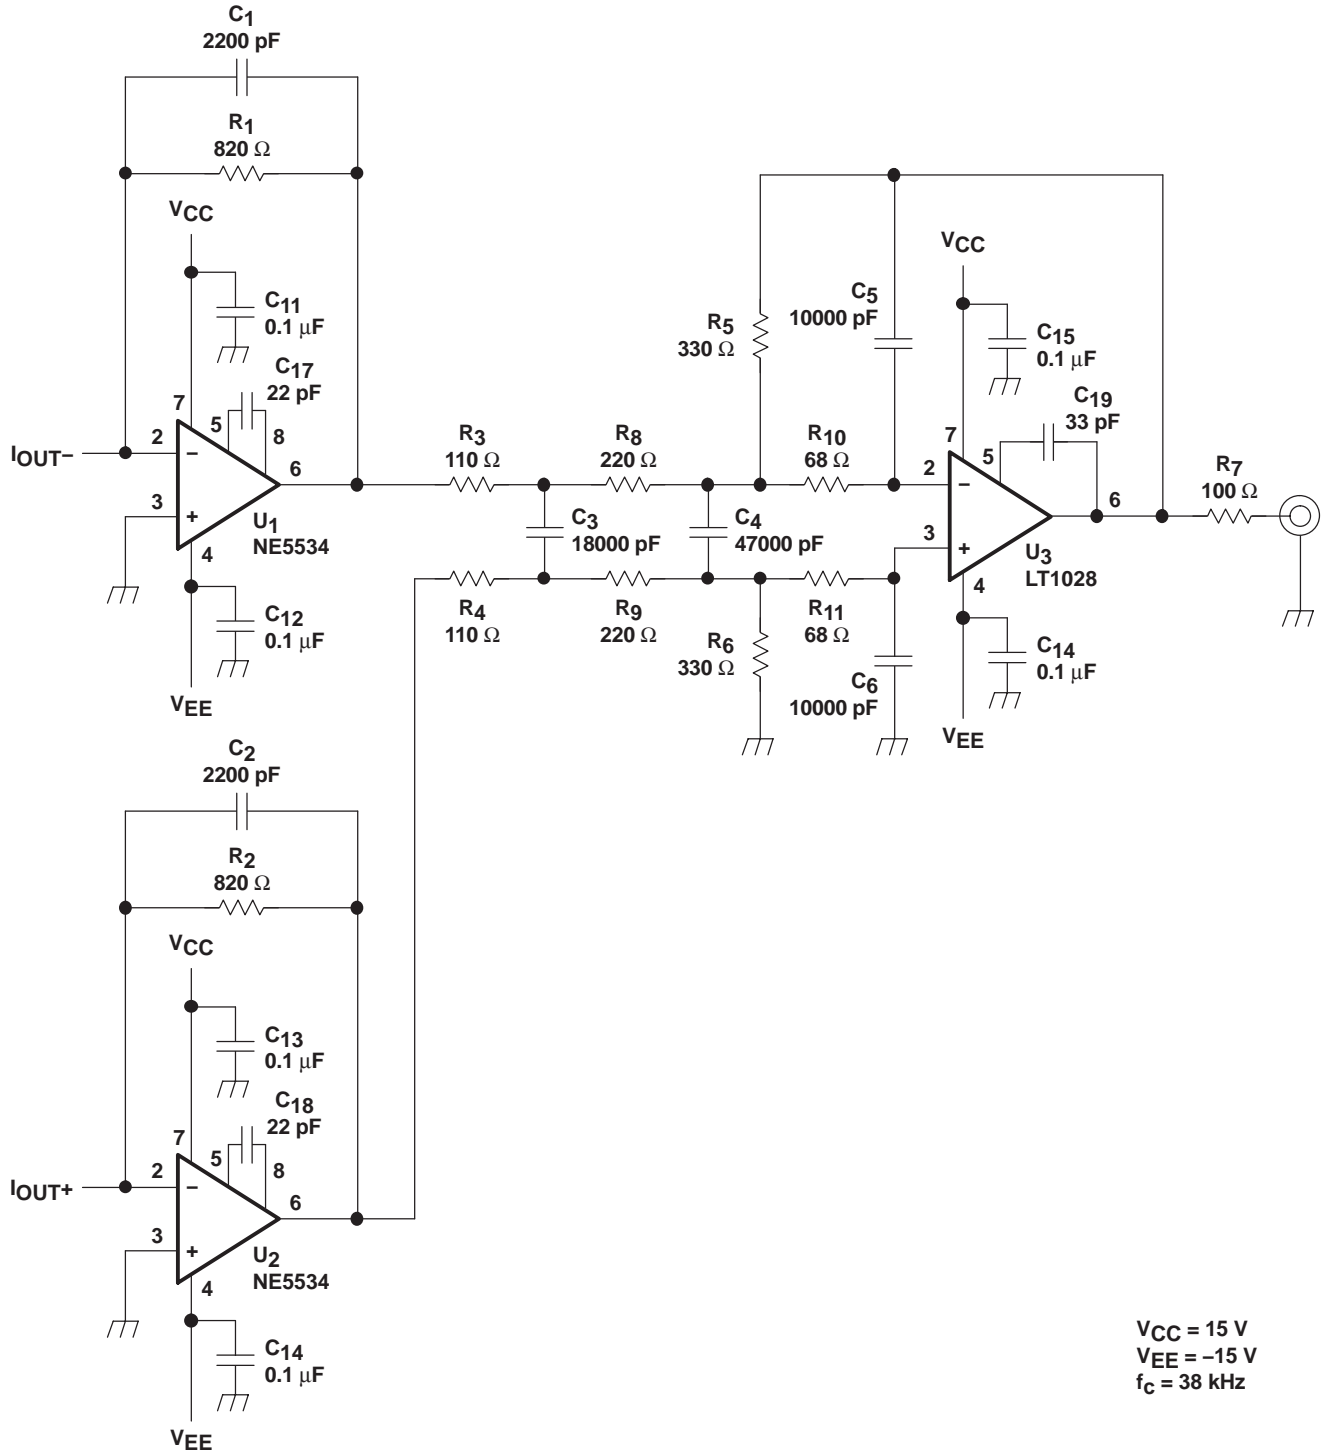 C1
2200 pF
R1
820 Ω
VCC
C11
0.1 μF
C17
22 pF
7
5
8
2
IOUT–
–
6
3
+
U1
NE5534
4
C12
0.1 μF
VEE
R3
110 Ω
R8
220 Ω
R10
68 Ω
C3
18000 pF
C4
47000 pF
R4
110 Ω
R9
220 Ω
R11
68 Ω
R5
330 Ω
C5
10000 pF
R6
330 Ω
C6
10000 pF
VCC
C15
0.1 μF
C19
33 pF
7
5
2
–
6
3
+
U3
LT1028
4
C14
0.1 μF
VEE
R7
100 Ω
C2
2200 pF
R2
820 Ω
VCC
C13
0.1 μF
C18
22 pF
7
5
8
2
IOUT+
–
6
3
+
U2
NE5534
4
C14
0.1 μF
VEE
VCC = 15 V
VEE = –15 V
fc = 38 kHz